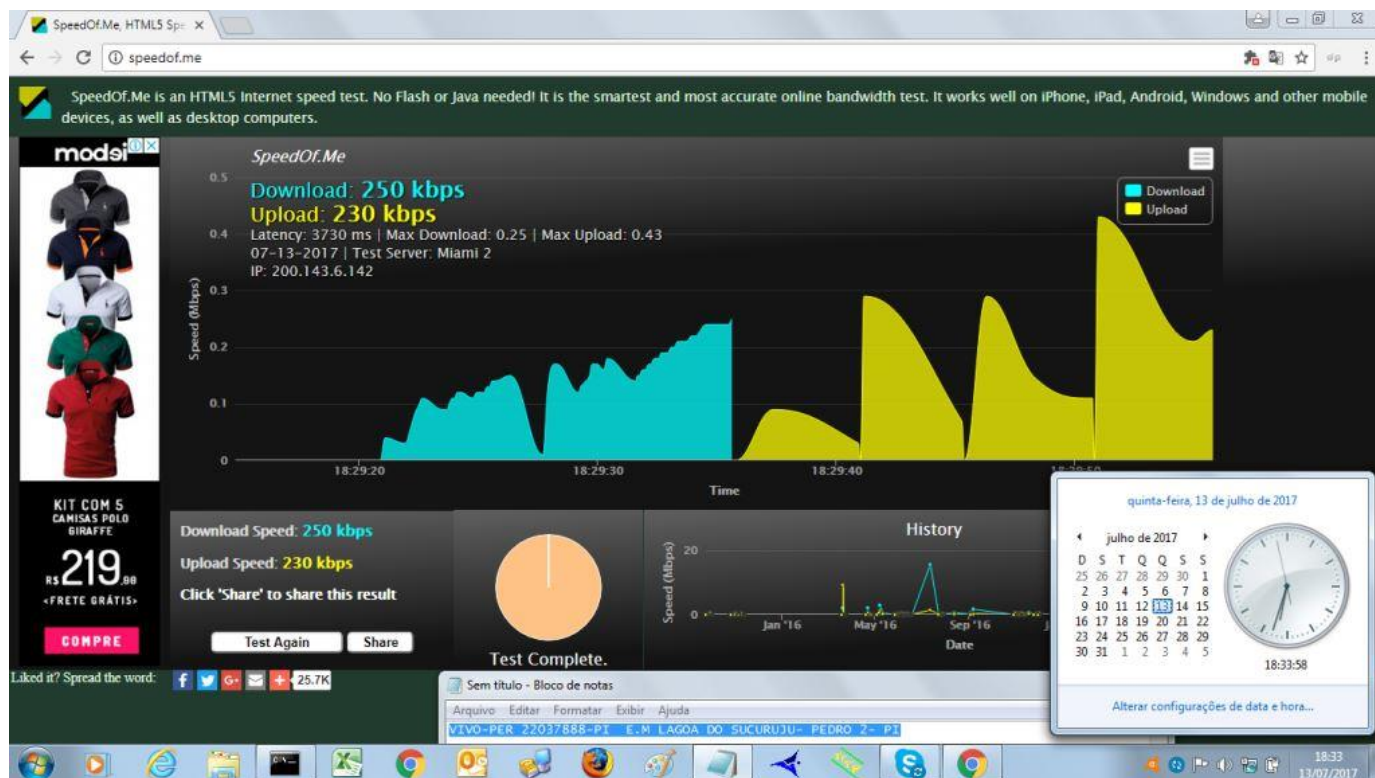 SpeedOf.Me, HTML5 Spe
speedof.me
SpeedOf.Me is an HTML5 Internet speed test. No Flash or Java needed! It is the smartest and most accurate online bandwidth test. It works well on iPhone, iPad, Android, Windows and other mobile
devices, as well as desktop computers.
modsi
KIT COM 5
CAMISAS POLO
GIRAFFE
R$ 219,00
<FRETE GRÁTIS>
COMPRE
SpeedOf.Me
Download: 250 kbps
Upload: 230 kbps
Latency: 3730 ms | Max Download: 0.25 | Max Upload: 0.43
07-13-2017 | Test Server: Miami 2
IP: 200.143.6.142
Download
Upload
Speed (Mbps)
0.5
0.4
0.3
0.2
0.1
0
18:29:20 18:29:30 18:29:40 18:29:50
Time
Download Speed: 250 kbps
Upload Speed: 230 kbps
Click 'Share' to share this result
Test Again Share
Test Complete.
History
Speed (Mbps)
20
0
Jan '16 May '16 Sep '16
Date
Liked it? Spread the word:
25.7K
Sem título - Bloco de notas
Arquivo Editar Formatar Exibir Ajuda
VIVO-PER 22037888-PI E.M LAGOA DO SUCURUJU- PEDRO 2- PI
quinta-feira, 13 de julho de 2017
julho de 2017
D S T Q Q S S
25 26 27 28 29 30 1
2 3 4 5 6 7 8
9 10 11 12 13 14 15
16 17 18 19 20 21 22
23 24 25 26 27 28 29
30 31 1 2 3 4 5
18:33:58
Alterar configurações de data e hora...
18:33
13/07/2017